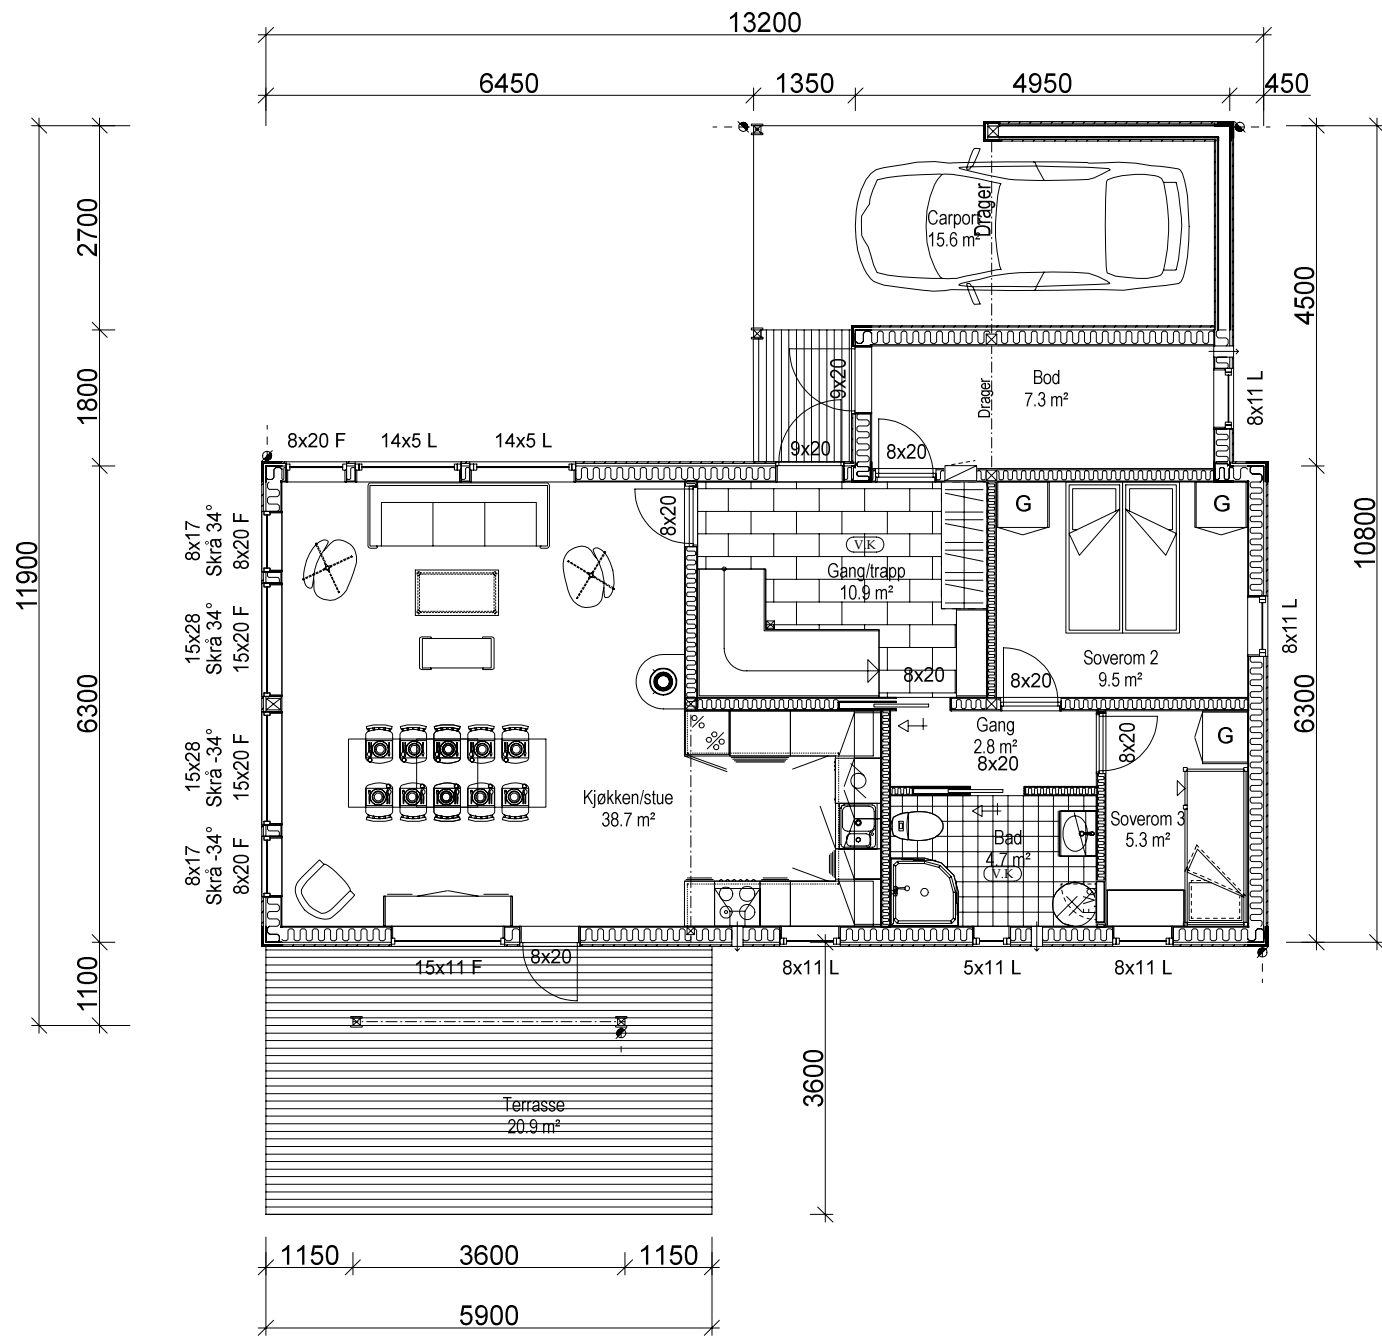 13200
6450
1350
4950
450
11900
2700
1800
6300
1100
4500
6300
10800
Carport
15.6 m²
Drager
Bod
7.3 m²
Drager
9x20
8x11 L
8x20 F
14x5 L
14x5 L
9x20
8x20
8x17
Skrå 34°
8x20 F
15x28
Skrå 34°
15x20 F
15x28
Skrå -34°
15x20 F
8x17
Skrå -34°
8x20 F
8x20
V.K
Gang/trapp
10.9 m²
G
G
8x11 L
Soverom 2
9.5 m²
8x20
8x20
Gang
2.8 m²
8x20
8x20
G
%
%
%
Kjøkken/stue
38.7 m²
Soverom 3
5.3 m²
Bad
4.7 m²
V.K
15x11 F
8x20
8x11 L
5x11 L
8x11 L
3600
Terrasse
20.9 m²
1150
3600
1150
5900